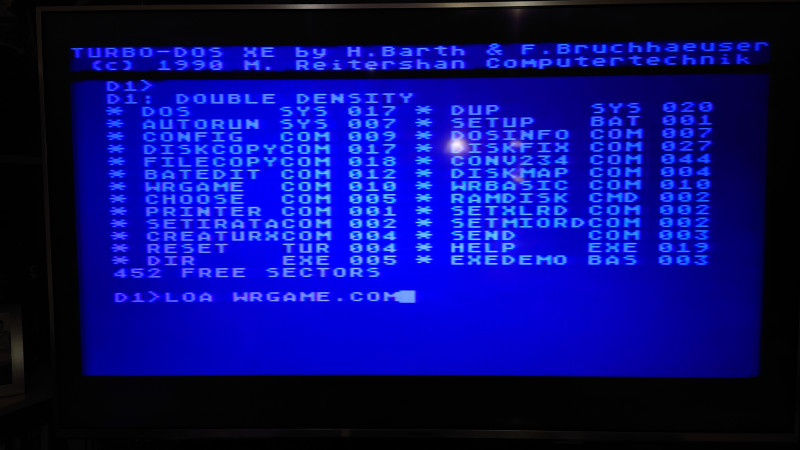 TURBO-DOS XE by H.Barth & F.Bruchhaeuser
(c) 1990 M. Reitershan Computertechnik
D1>
D1: DOUBLE DENSITY
* DOS SYS 017 * DUP SYS 020
* AUTORUN SYS 007 * SETUP BAT 001
* CONFIG COM 009 * DOSINFO COM 007
* DISKCOPYCOM 017 * DISKFIX COM 027
* FILECOPYCOM 018 * CONV234 COM 044
* BATEDIT COM 012 * DISKMAP COM 004
* WRGAME COM 010 * WRBASIC COM 010
* CHOOSE COM 005 * RAMDISK CMD 002
* PRINTER COM 001 * SETXLRD COM 002
* SETIRATACOM 002 * SETMIORDCOM 002
* CREATURXCOM 004 * SEND COM 003
* RESET TUR 004 * HELP EXE 019
* DIR EXE 005 * EXEDEMO BAS 003
452 FREE SECTORS
D1>LOA WRGAME.COM